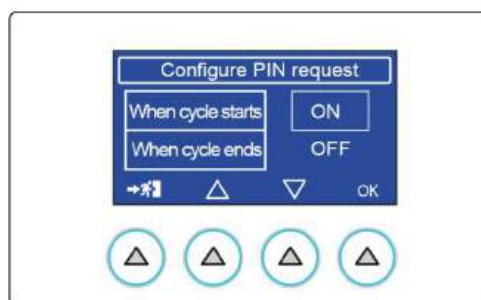 Configure PIN request
When cycle starts ON
When cycle ends OFF
OK